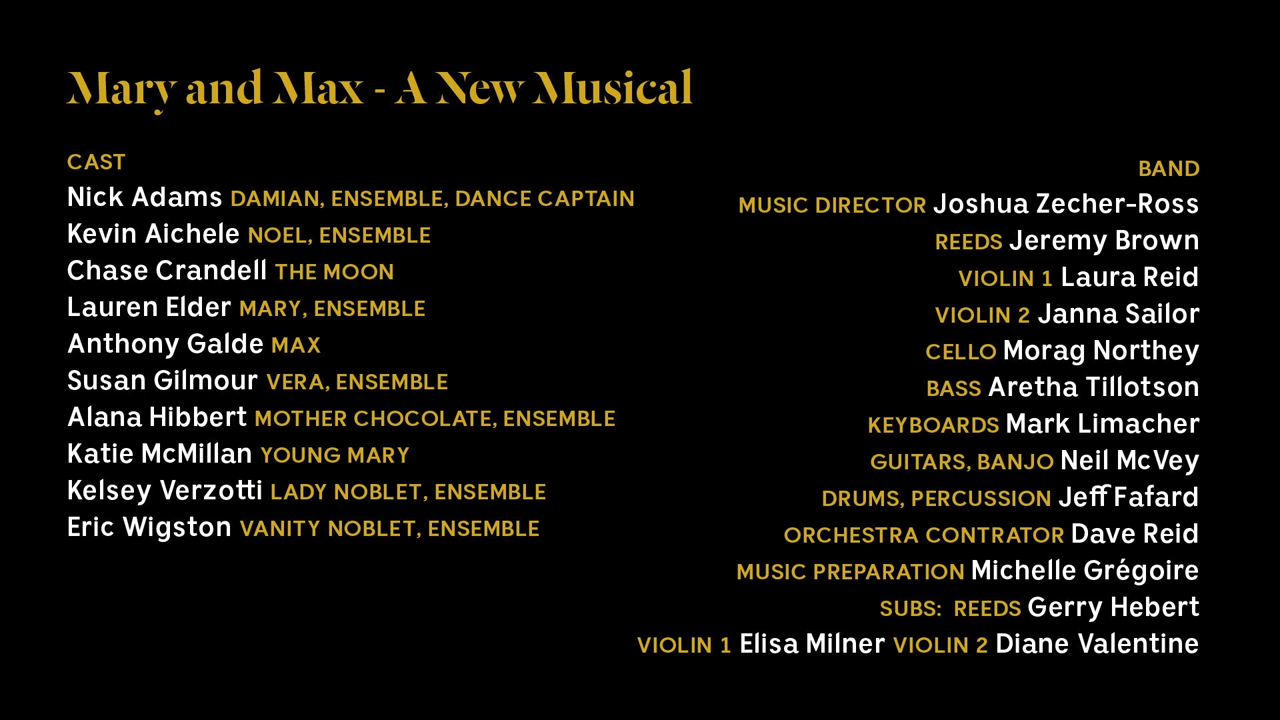 Mary and Max - A New Musical
CAST
Nick Adams DAMIAN, ENSEMBLE, DANCE CAPTAIN
Kevin Aichele NOEL, ENSEMBLE
Chase Crandell THE MOON
Lauren Elder MARY, ENSEMBLE
Anthony Galde MAX
Susan Gilmour VERA, ENSEMBLE
Alana Hibbert MOTHER CHOCOLATE, ENSEMBLE
Katie McMillan YOUNG MARY
Kelsey Verzotti LADY NOBLET, ENSEMBLE
Eric Wigston VANITY NOBLET, ENSEMBLE
BAND
MUSIC DIRECTOR Joshua Zecher-Ross
REEDS Jeremy Brown
VIOLIN 1 Laura Reid
VIOLIN 2 Janna Sailor
CELLO Morag Northey
BASS Aretha Tillotson
KEYBOARDS Mark Limacher
GUITARS, BANJO Neil McVey
DRUMS, PERCUSSION Jeff Fafard
ORCHESTRA CONTRATOR Dave Reid
MUSIC PREPARATION Michelle Grégoire
SUBS: REEDS Gerry Hebert
VIOLIN 1 Elisa Milner VIOLIN 2 Diane Valentine